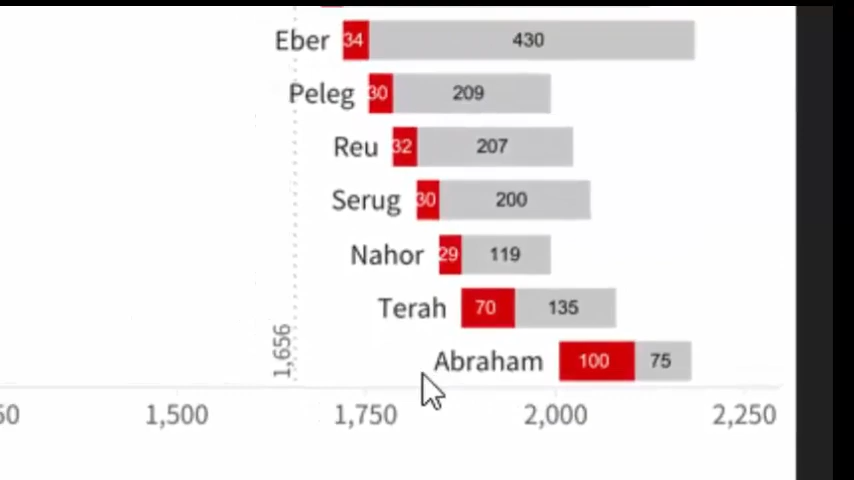 Eber 34 430
Peleg 30 209
Reu 32 207
Serug 30 200
Nahor 29 119
Terah 70 135
Abraham 100 75
1,656
50 1,500 1,750 2,000 2,250